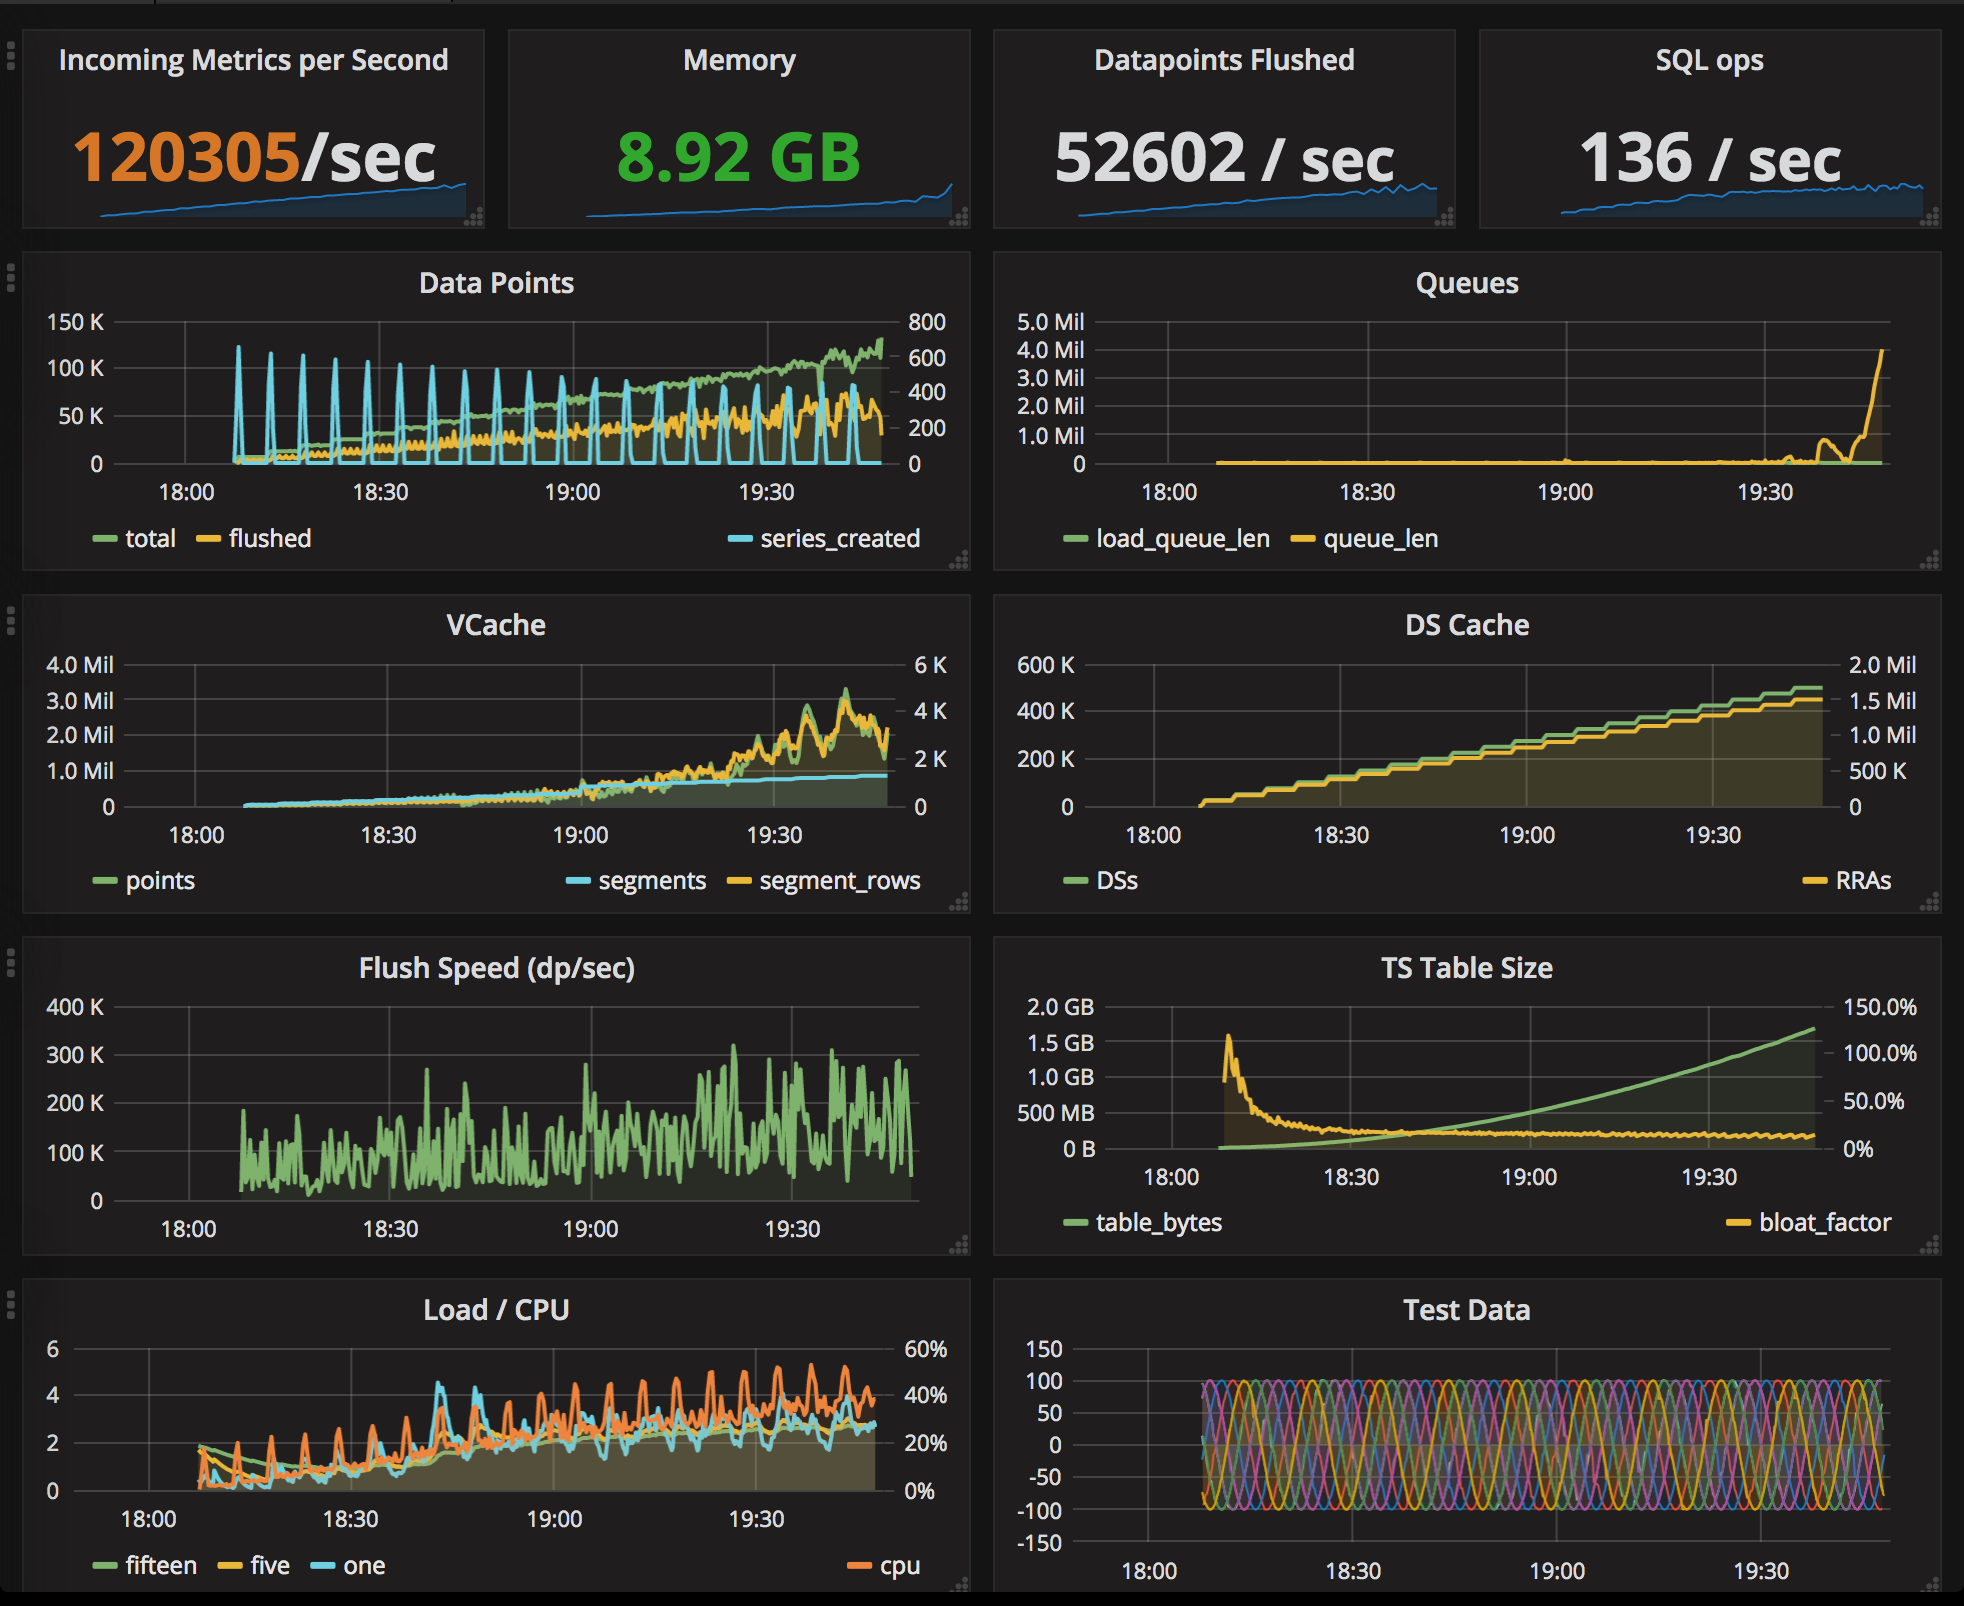 Incoming Metrics per Second
120305/sec
Memory
8.92 GB
Datapoints Flushed
52602 / sec
SQL ops
136 / sec
Data Points
150 K
100 K
50 K
0
800
600
400
200
0
18:00 18:30 19:00 19:30
total flushed series_created
Queues
5.0 Mil
4.0 Mil
3.0 Mil
2.0 Mil
1.0 Mil
0
18:00 18:30 19:00 19:30
load_queue_len queue_len
VCache
4.0 Mil
3.0 Mil
2.0 Mil
1.0 Mil
0
6 K
4 K
2 K
0
18:00 18:30 19:00 19:30
points segments segment_rows
DS Cache
600 K
400 K
200 K
0
2.0 Mil
1.5 Mil
1.0 Mil
500 K
0
18:00 18:30 19:00 19:30
DSs RRAs
Flush Speed (dp/sec)
400 K
300 K
200 K
100 K
0
18:00 18:30 19:00 19:30
TS Table Size
2.0 GB
1.5 GB
1.0 GB
500 MB
0 B
150.0%
100.0%
50.0%
0%
18:00 18:30 19:00 19:30
table_bytes bloat_factor
Load / CPU
6
4
2
0
60%
40%
20%
0%
18:00 18:30 19:00 19:30
fifteen five one cpu
Test Data
150
100
50
0
-50
-100
-150
18:00 18:30 19:00 19:30